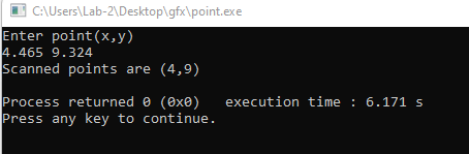 C:\Users\Lab-2\Desktop\gfx\point.exe
Enter point(x,y)
4.465 9.324
Scanned points are (4,9)
Process returned 0 (0x0)   execution time : 6.171 s
Press any key to continue.